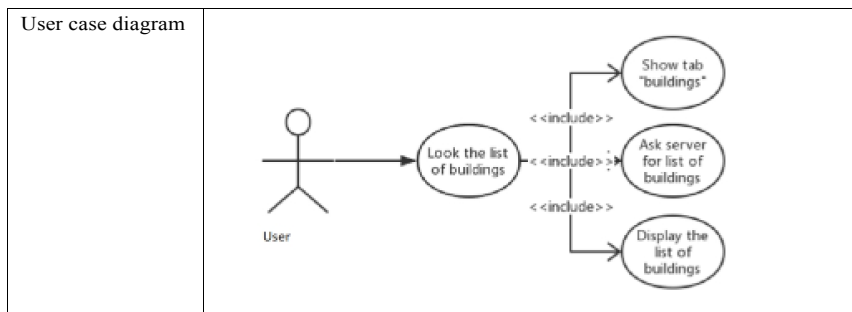 User case diagram
Show tab
"buildings"
<<include>>
Look the list
of buildings
<<include>>
Ask server
for list of
buildings
<<include>>
Display the
list of
buildings
User